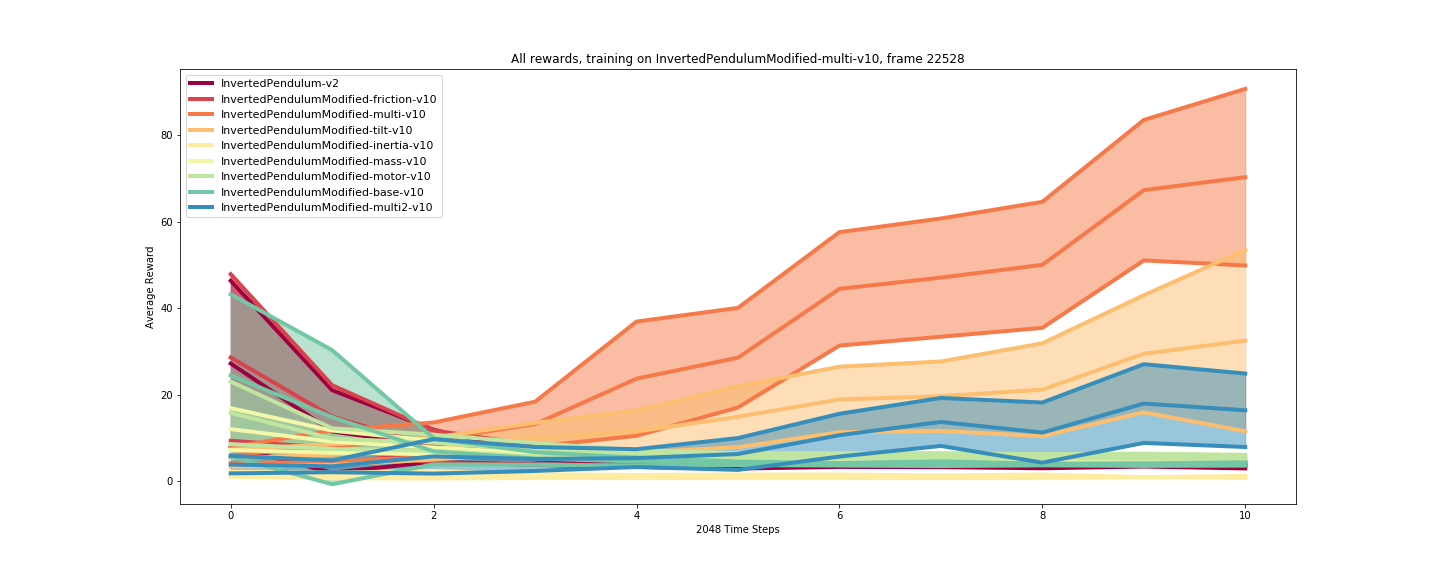 All rewards, training on InvertedPendulumModified-multi-v10, frame 22528
InvertedPendulum-v2
InvertedPendulumModified-friction-v10
InvertedPendulumModified-multi-v10
InvertedPendulumModified-tilt-v10
InvertedPendulumModified-inertia-v10
InvertedPendulumModified-mass-v10
InvertedPendulumModified-motor-v10
InvertedPendulumModified-base-v10
InvertedPendulumModified-multi2-v10
Average Reward
80
60
40
20
0
0 2 4 6 8 10
2048 Time Steps